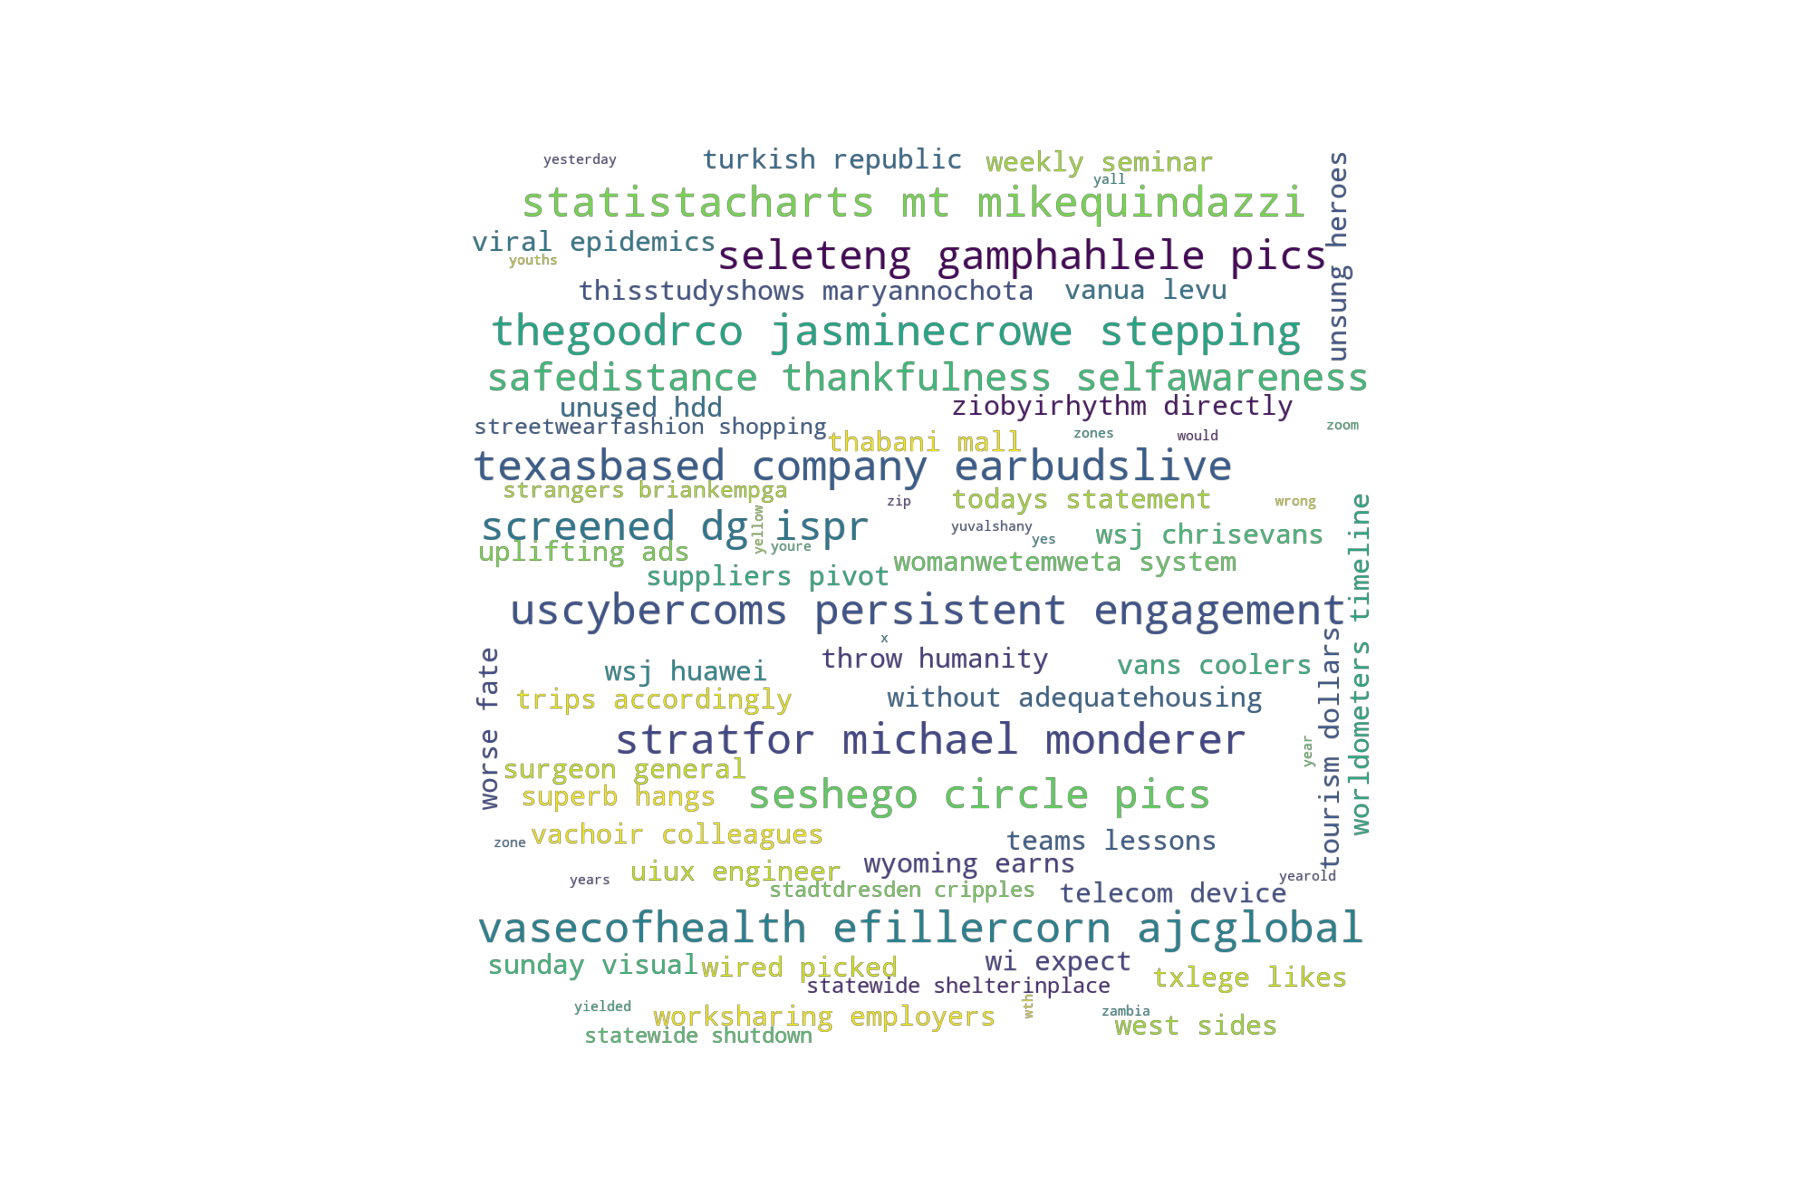 yesterday
turkish republic
weekly seminar
yall
statistacharts mt mikequindazzi
unsung heroes
viral epidemics
youths
seleteng gamphahlele pics
thisstudyshows maryannochota
vanua levu
thegoodrco jasminecrowe stepping
safedistance thankfulness selfawareness
unused hdd
ziobyirhythm directly
streetwearfashion shopping
thabani mall
zones
would
zoom
texasbased company earbudslive
strangers briankempga
zip
todays statement
wrong
screened dg ispr
yellow
youre
yuvalshany
yes
wsj chrisevans
worldometers timeline
uplifting ads
womanwetemweta system
suppliers pivot
uscybercoms persistent engagement
x
throw humanity
wsj huawei
vans coolers
tourism dollars
worse fate
trips accordingly
without adequatehousing
stratfor michael monderer
year
surgeon general
superb hangs
seshego circle pics
zone
vachoir colleagues
teams lessons
uiux engineer
wyoming earns
years
yearold
stadtdresden cripples
telecom device
vasecofhealth efillercorn ajcglobal
sunday visual
wired picked
wi expect
txlege likes
statewide shelterinplace
yielded
worksharing employers
wth
zambia
west sides
statewide shutdown